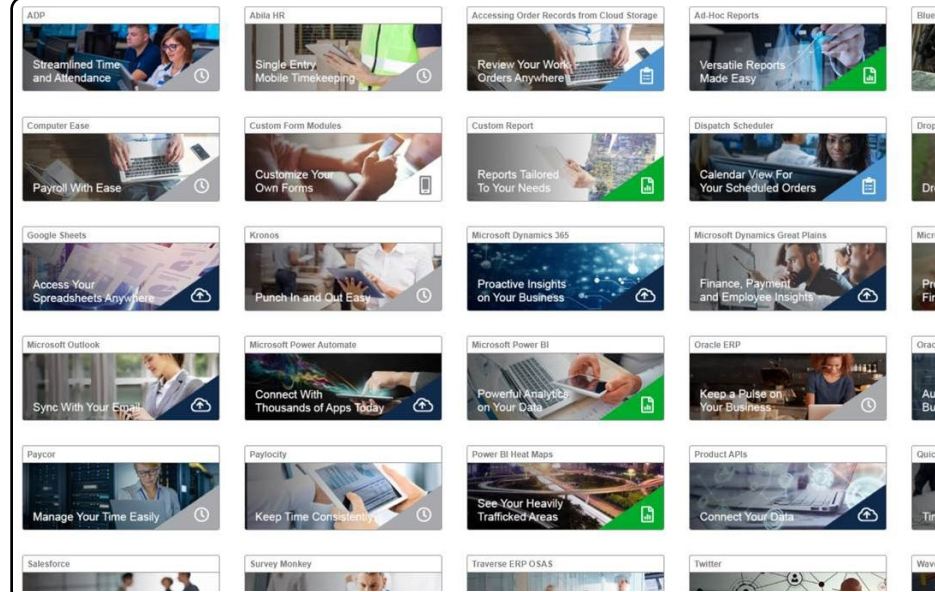 ADP
Streamlined Time
and Attendance
Abila HR
Single Entry
Mobile Timekeeping
Accessing Order Records from Cloud Storage
Review Your Work
Orders Anywhere
Ad-Hoc Reports
Versatile Reports
Made Easy
Computer Ease
Payroll With Ease
Custom Form Modules
Customize Your
Own Forms
Custom Report
Reports Tailored
To Your Needs
Dispatch Scheduler
Calendar View For
Your Scheduled Orders
Google Sheets
Access Your
Spreadsheets Anywhere
Kronos
Punch In and Out Easy
Microsoft Dynamics 365
Proactive Insights
on Your Business
Microsoft Dynamics Great Plains
Finance, Payment
and Employee Insights
Microsoft Outlook
Sync With Your Email
Microsoft Power Automate
Connect With
Thousands of Apps Today
Microsoft Power BI
Powerful Analytics
on Your Data
Oracle ERP
Keep a Pulse on
Your Business
Paycor
Manage Your Time Easily
Paylocity
Keep Time Consistently
Power BI Heat Maps
See Your Heavily
Trafficked Areas
Product APIs
Connect Your Data
Salesforce
Survey Monkey
Traverse ERP OSAS
Twitter